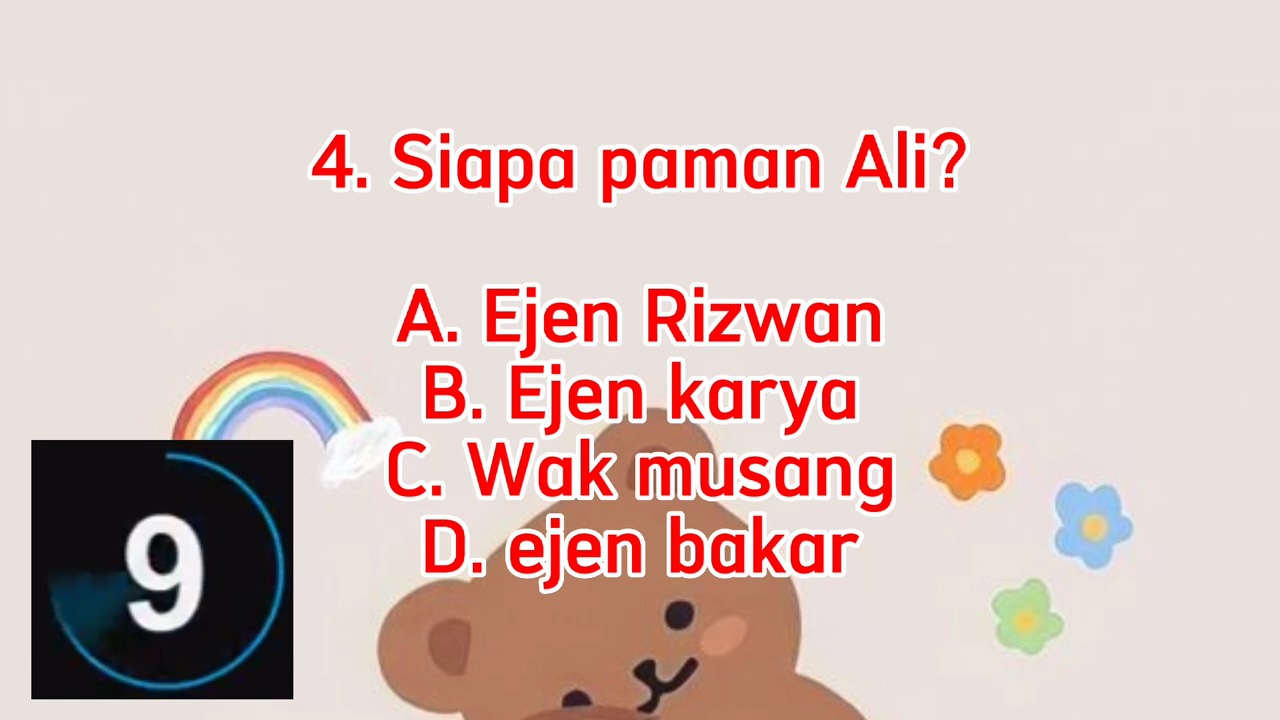 4. Siapa paman Ali?
A. Ejen Rizwan
B. Ejen karya
C. Wak musang
D. ejen bakar
9